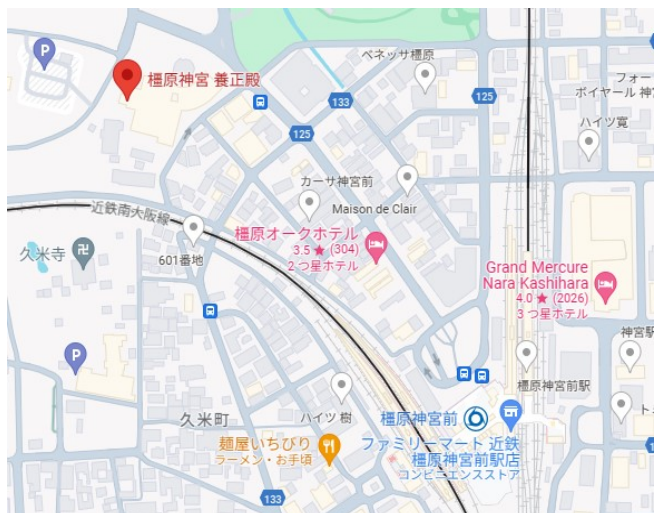 P
橿原神宮 養正殿
ベネッサ橿原
133
125
フォー
ボイヤール 神宮
125
ハイツ寛
カーサ神宮前
近鉄南大阪線
Maison de Clair
久米寺
601番地
橿原オークホテル
3.5 ★ (304)
2 つ星ホテル
Grand Mercure
Nara Kashihara
4.0 ★ (2026)
3 つ星ホテル
P
神宮駅
橿原神宮前駅
ハイツ 樹
久米町
橿原神宮前
麺屋いちびり
ラーメン・お手頃
ファミリーマート 近鉄
橿原神宮前駅店
コンビニエンスストア
133
125